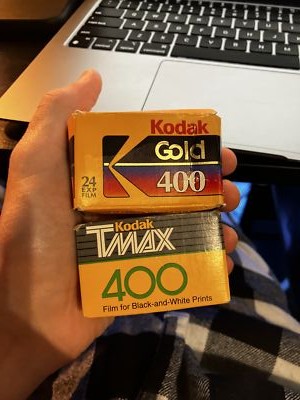 Kodak
Gold
24
EXP
FILM
400
Kodak
TMAX
400
Film for Black-and-White Prints